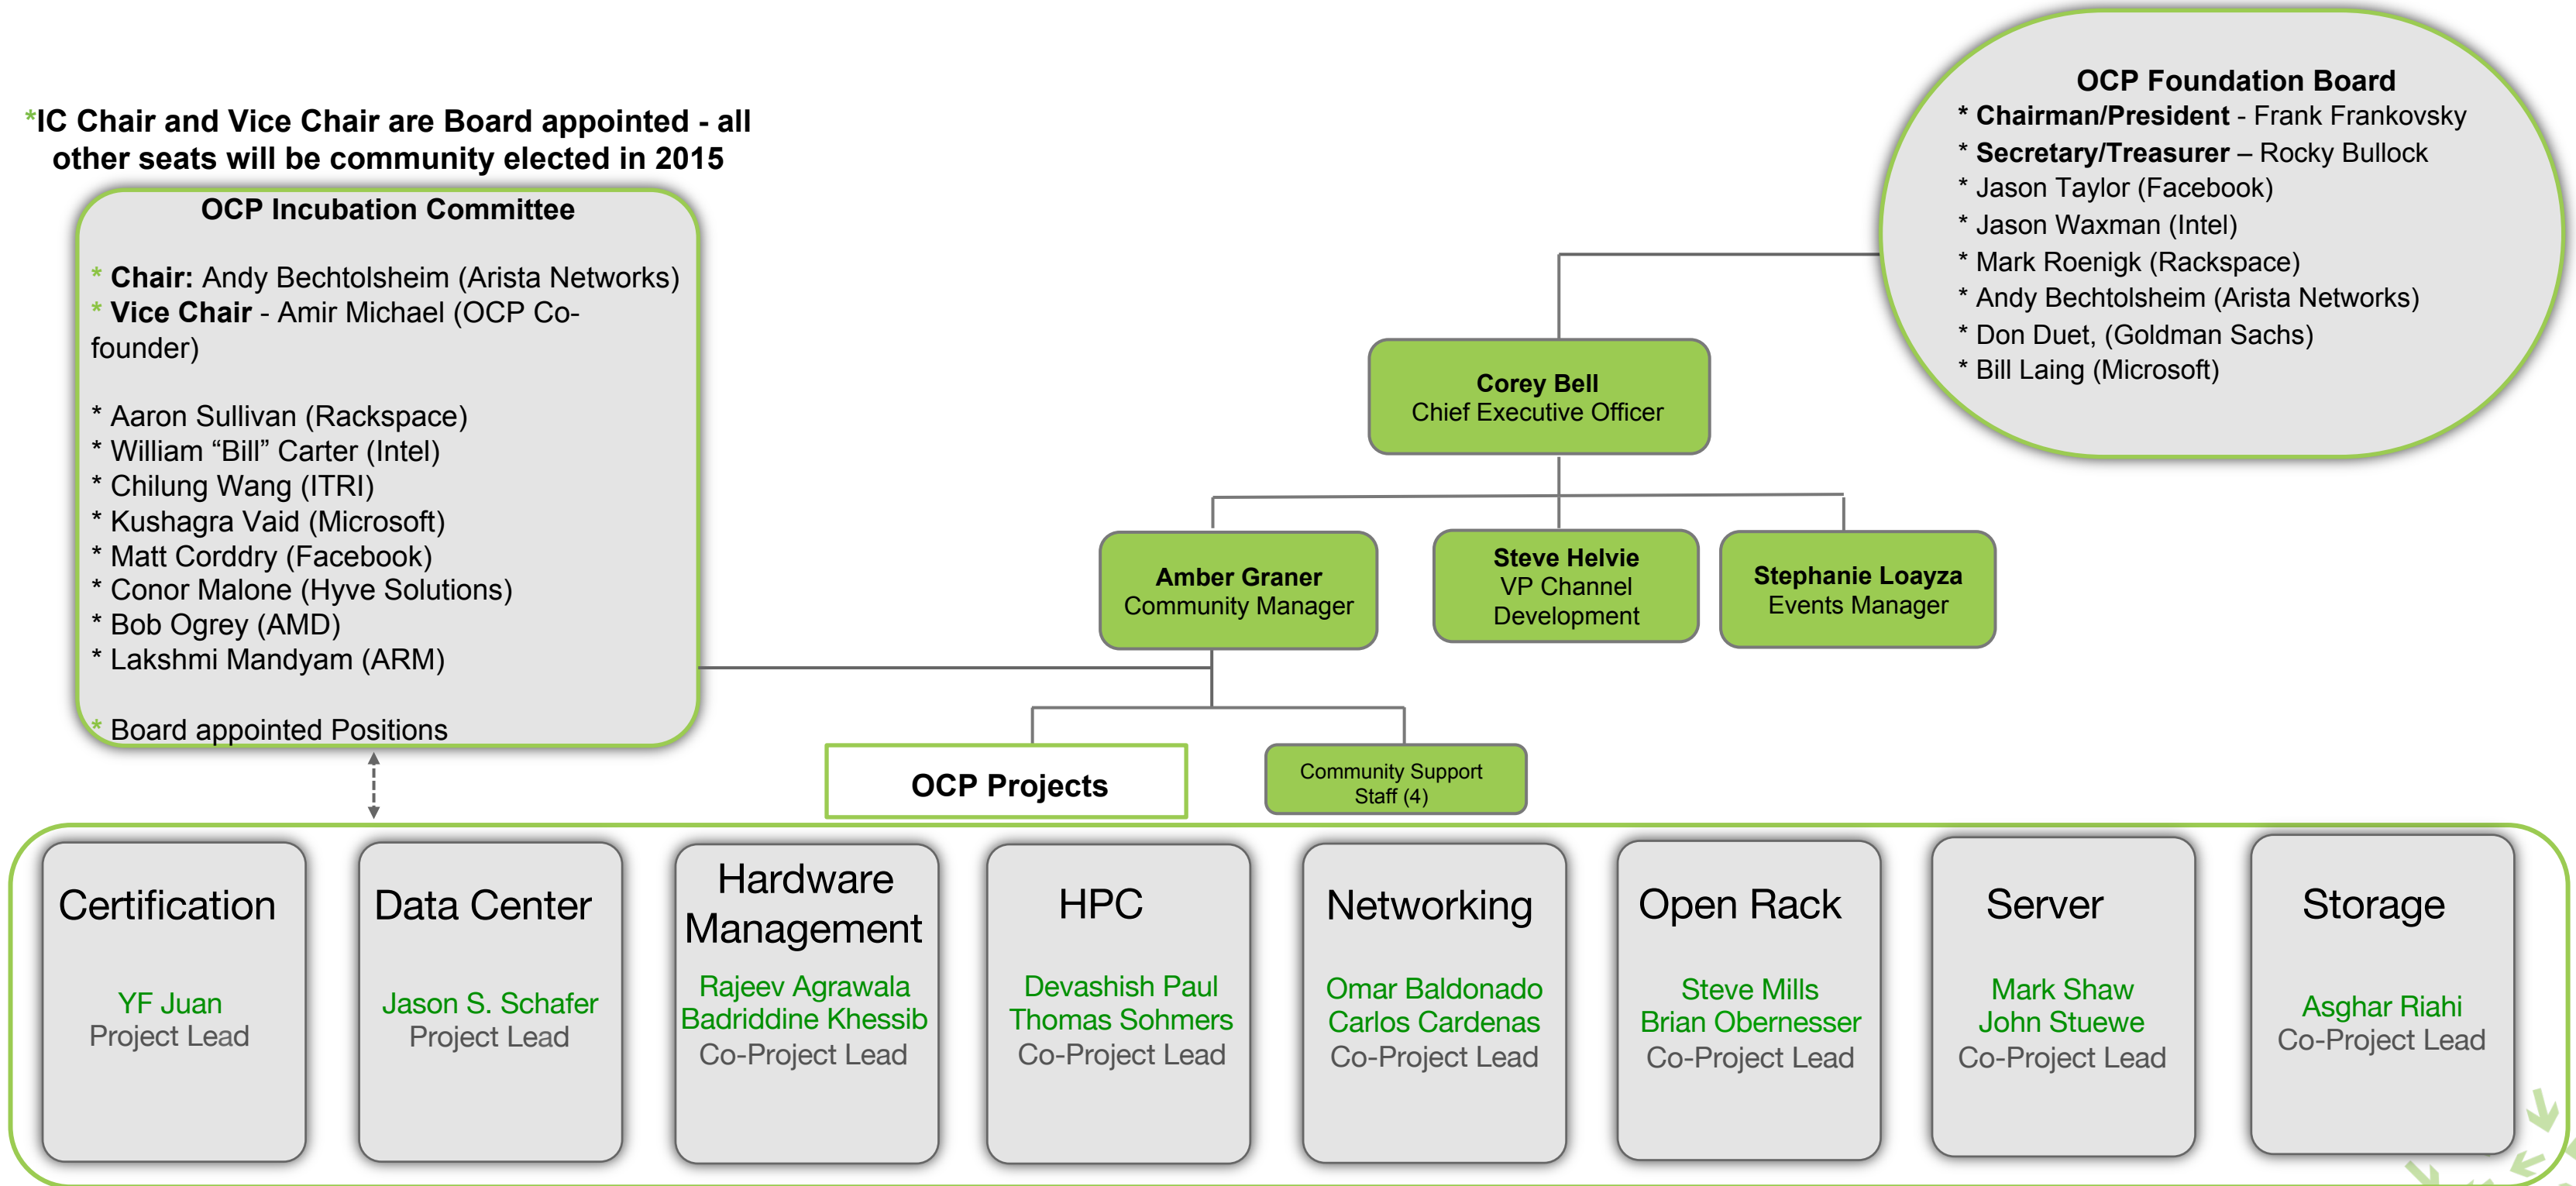 *IC Chair and Vice Chair are Board appointed - all
other seats will be community elected in 2015
OCP Incubation Committee
* Chair: Andy Bechtolsheim (Arista Networks)
* Vice Chair - Amir Michael (OCP Co-
founder)
* Aaron Sullivan (Rackspace)
* William “Bill” Carter (Intel)
* Chilung Wang (ITRI)
* Kushagra Vaid (Microsoft)
* Matt Corddry (Facebook)
* Conor Malone (Hyve Solutions)
* Bob Ogrey (AMD)
* Lakshmi Mandyam (ARM)
* Board appointed Positions
OCP Foundation Board
* Chairman/President - Frank Frankovsky
* Secretary/Treasurer – Rocky Bullock
* Jason Taylor (Facebook)
* Jason Waxman (Intel)
* Mark Roenigk (Rackspace)
* Andy Bechtolsheim (Arista Networks)
* Don Duet, (Goldman Sachs)
* Bill Laing (Microsoft)
Corey Bell
Chief Executive Officer
Amber Graner
Community Manager
Steve Helvie
VP Channel
Development
Stephanie Loayza
Events Manager
OCP Projects
Community Support
Staff (4)
Certification
YF Juan
Project Lead
Data Center
Jason S. Schafer
Project Lead
Hardware
Management
Rajeev Agrawala
Badriddine Khessib
Co-Project Lead
HPC
Devashish Paul
Thomas Sohmers
Co-Project Lead
Networking
Omar Baldonado
Carlos Cardenas
Co-Project Lead
Open Rack
Steve Mills
Brian Obernesser
Co-Project Lead
Server
Mark Shaw
John Stuewe
Co-Project Lead
Storage
Asghar Riahi
Co-Project Lead